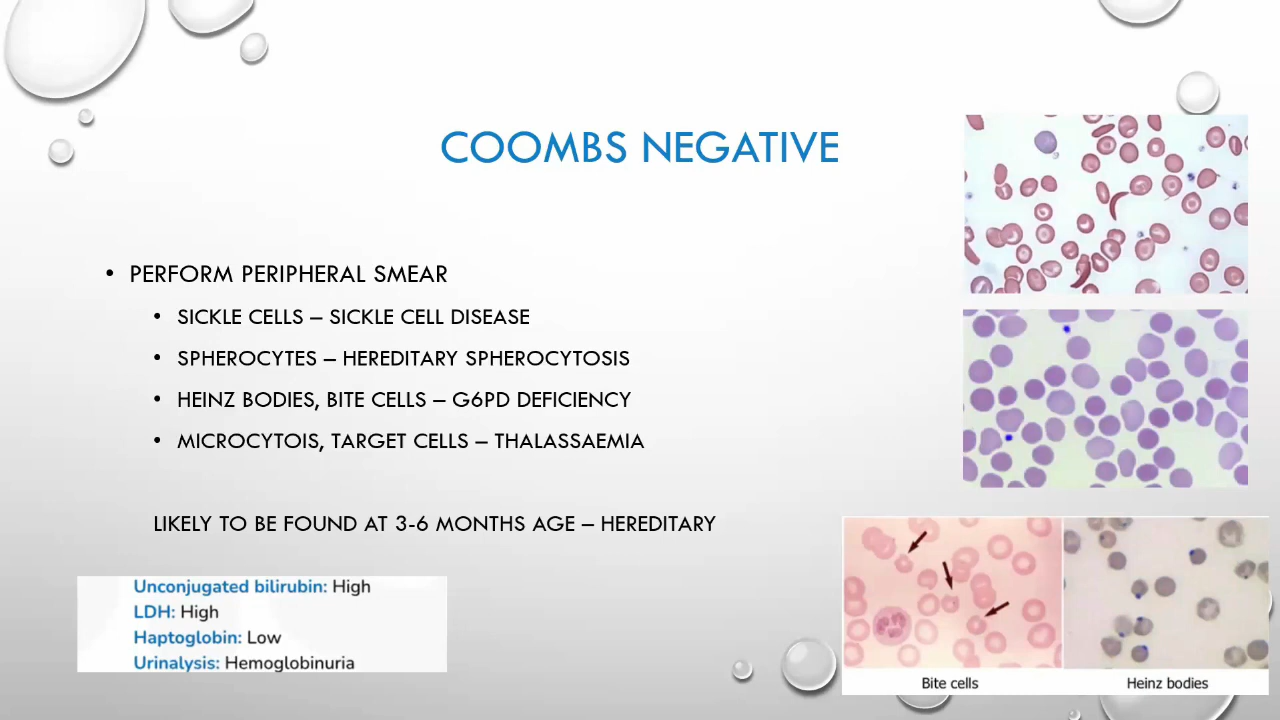 COOMBS NEGATIVE
• PERFORM PERIPHERAL SMEAR
• SICKLE CELLS – SICKLE CELL DISEASE
• SPHEROCYTES – HEREDITARY SPHEROCYTOSIS
• HEINZ BODIES, BITE CELLS – G6PD DEFICIENCY
• MICROCYTOIS, TARGET CELLS – THALASSAEMIA
LIKELY TO BE FOUND AT 3-6 MONTHS AGE – HEREDITARY
Unconjugated bilirubin: High
LDH: High
Haptoglobin: Low
Urinalysis: Hemoglobinuria
Bite cells
Heinz bodies